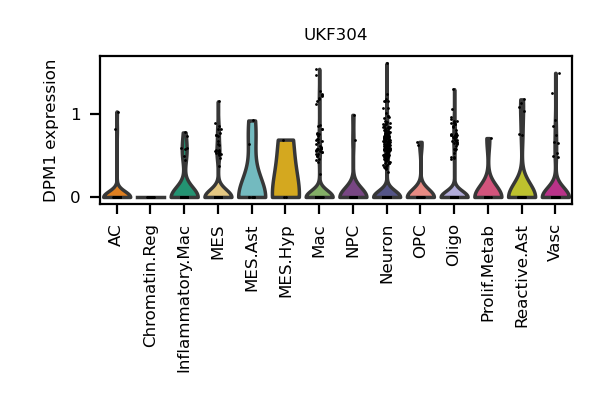 UKF304
DPM1 expression
1
0
AC
Chromatin.Reg
Inflammatory.Mac
MES
MES.Ast
MES.Hyp
Mac
NPC
Neuron
OPC
Oligo
Prolif.Metab
Reactive.Ast
Vasc